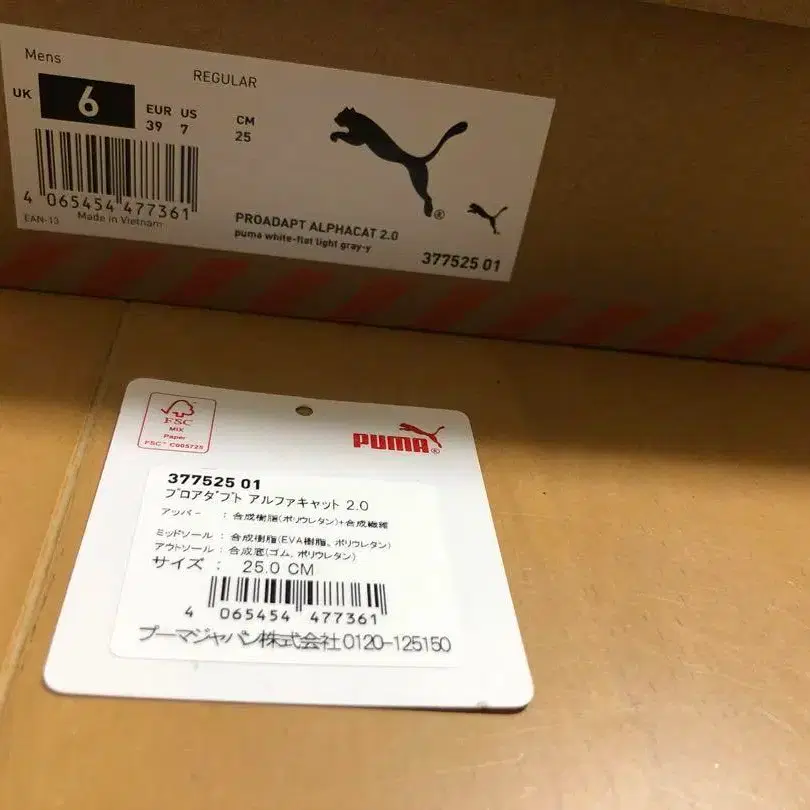 Mens
REGULAR
UK 6 EUR 39 US 7 CM 25
4 065454 477361
EAN-13 Made in Vietnam
PROADAPT ALPHACAT 2.0
puma white-flat light gray-y
377525 01
FSC
MIX
Paper
FSC™ C005725
PUMA®
377525 01
プロアダプト アルファキャット 2.0
アッパー : 合成樹脂(ポリウレタン)+合成繊維
ミッドソール : 合成樹脂(EVA樹脂、ポリウレタン)
アウトソール : 合成底(ゴム, ポリウレタン)
サイズ : 25.0 CM
4 065454 477361
プーマジャパン株式会社0120-125150